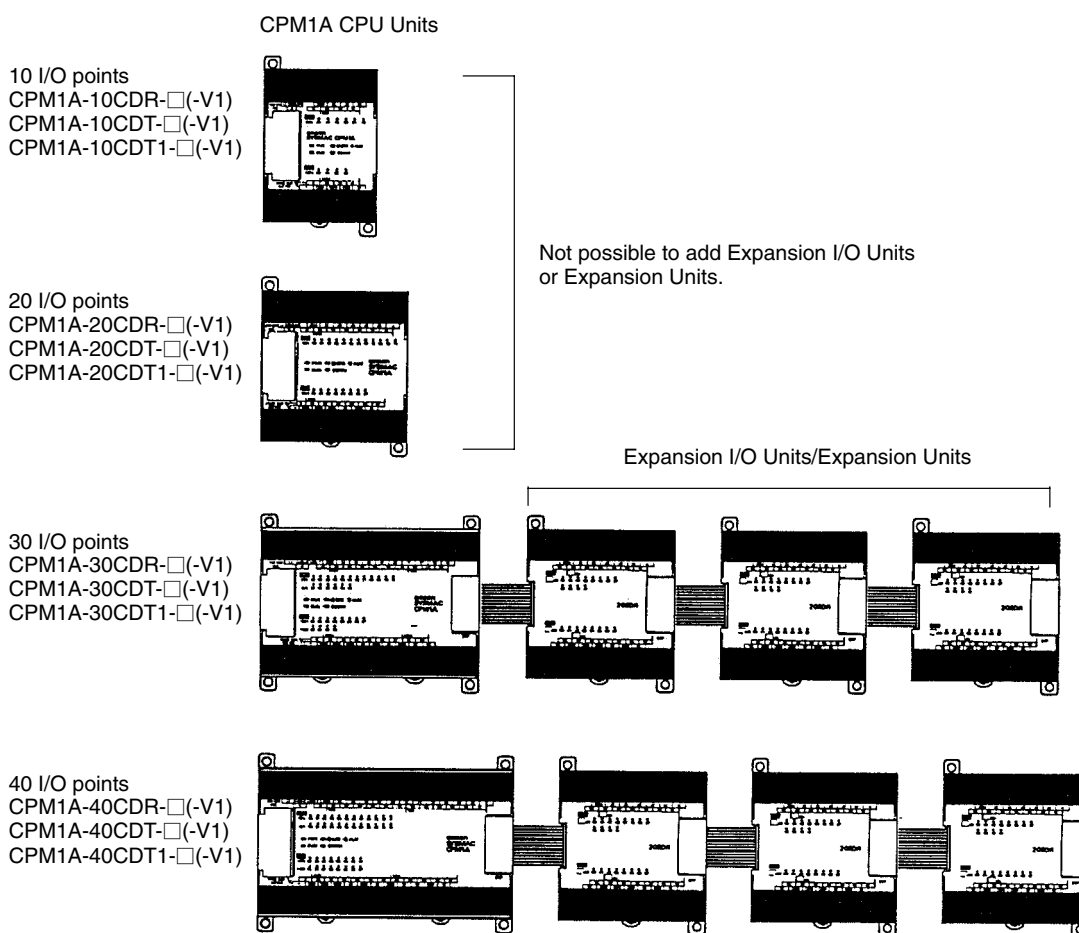 CPM1A CPU Units
10 I/O points
CPM1A-10CDR-□(-V1)
CPM1A-10CDT-□(-V1)
CPM1A-10CDT1-□(-V1)
Not possible to add Expansion I/O Units
or Expansion Units.
20 I/O points
CPM1A-20CDR-□(-V1)
CPM1A-20CDT-□(-V1)
CPM1A-20CDT1-□(-V1)
Expansion I/O Units/Expansion Units
30 I/O points
CPM1A-30CDR-□(-V1)
CPM1A-30CDT-□(-V1)
CPM1A-30CDT1-□(-V1)
40 I/O points
CPM1A-40CDR-□(-V1)
CPM1A-40CDT-□(-V1)
CPM1A-40CDT1-□(-V1)